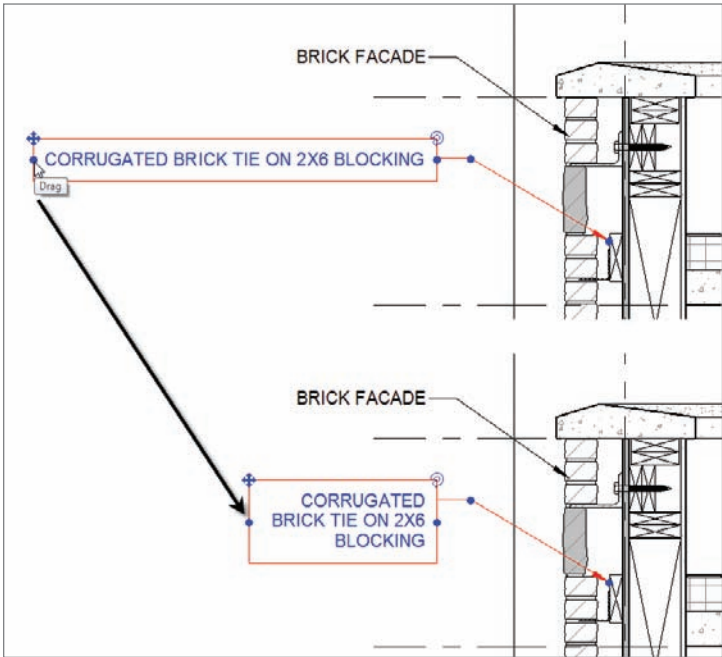 BRICK FACADE
CORRUGATED BRICK TIE ON 2X6 BLOCKING
Drag
BRICK FACADE
CORRUGATED
BRICK TIE ON 2X6
BLOCKING